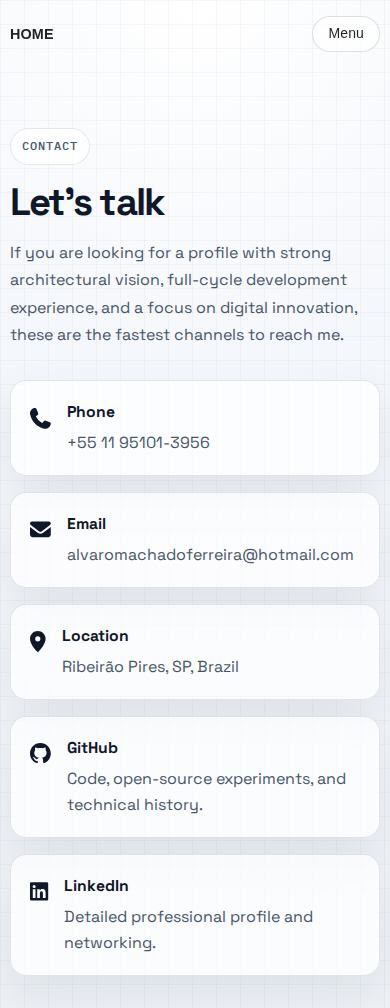 HOME
Menu
CONTACT
Let’s talk
If you are looking for a profile with strong
architectural vision, full-cycle development
experience, and a focus on digital innovation,
these are the fastest channels to reach me.
Phone
+55 11 95101-3956
Email
alvaromachadoferreira@hotmail.com
Location
Ribeirão Pires, SP, Brazil
GitHub
Code, open-source experiments, and
technical history.
LinkedIn
Detailed professional profile and
networking.